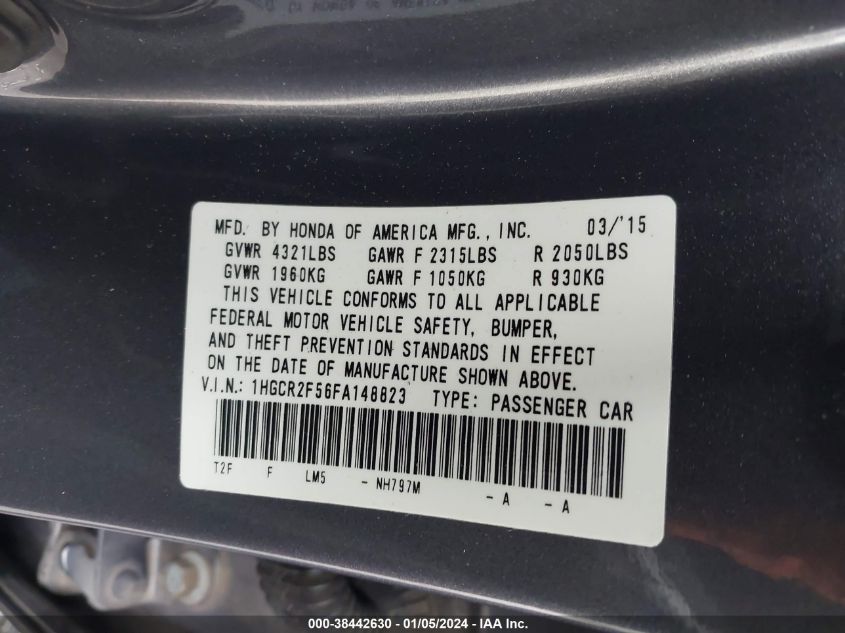 MFD. BY HONDA OF AMERICA MFG., INC. 03/'15
GVWR 4321LBS GAWR F 2315LBS R 2050LBS
GVWR 1960KG GAWR F 1050KG R 930KG
THIS VEHICLE CONFORMS TO ALL APPLICABLE
FEDERAL MOTOR VEHICLE SAFETY, BUMPER,
AND THEFT PREVENTION STANDARDS IN EFFECT
ON THE DATE OF MANUFACTURE SHOWN ABOVE.
V.I.N.: 1HGCR2F56FA148823 TYPE: PASSENGER CAR
T2F F LM5 - NH797M - A - A
000-38442630 - 01/05/2024 - IAA Inc.